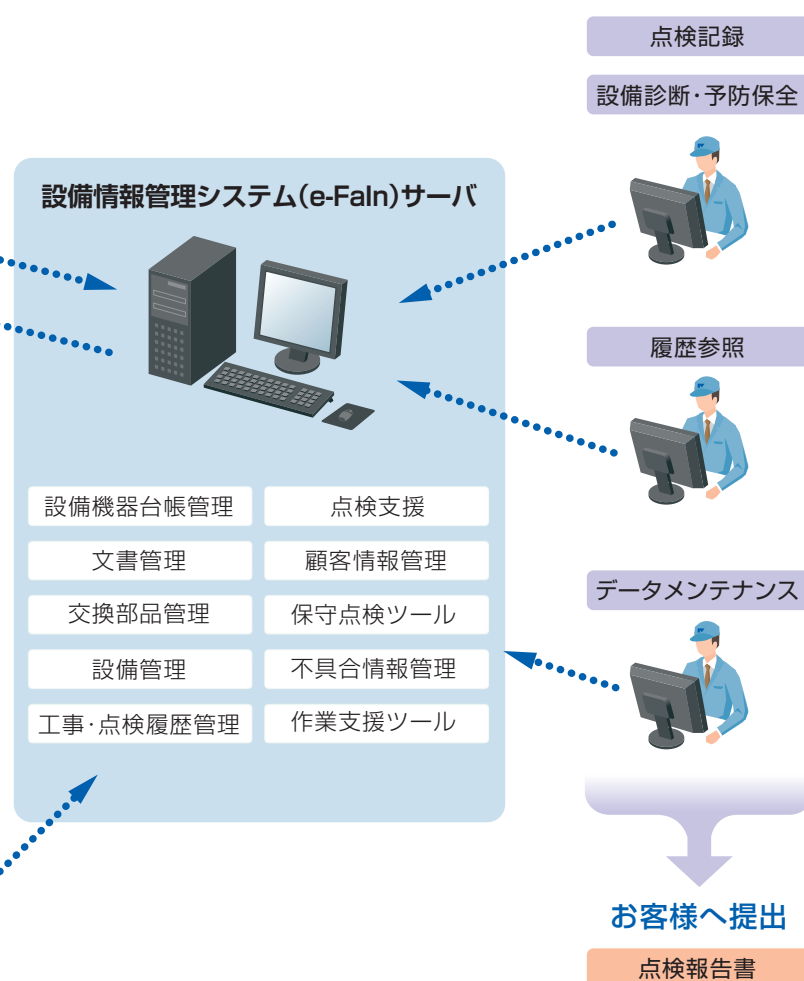 点検記録
設備診断・予防保全
設備情報管理システム（e-FaIn）サーバ
履歴参照
設備機器台帳管理
点検支援
文書管理
顧客情報管理
交換部品管理
保守点検ツール
設備管理
不具合情報管理
工事・点検履歴管理
作業支援ツール
データメンテナンス
お客様へ提出
点検報告書